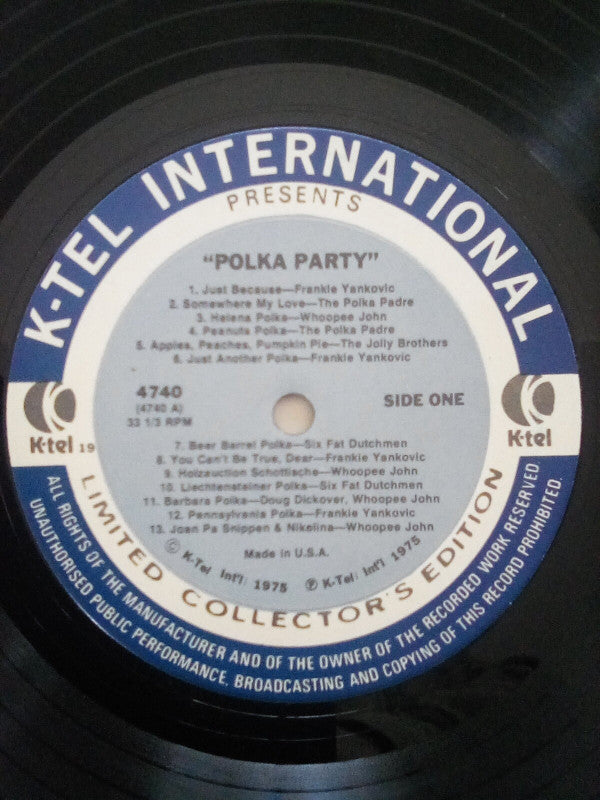 K-TEL INTERNATIONAL
PRESENTS
"POLKA PARTY"
1. Just Because—Frankie Yankovic
2. Somewhere My Love—The Polka Padre
3. Helena Polka—Whoopee John
4. Peanuts Polka—The Polka Padre
5. Apples, Peaches, Pumpkin Pie—The Jolly Brothers
6. Just Another Polka—Frankie Yankovic
4740
(4740 A)
33 1/3 RPM
SIDE ONE
K-tel 19
K-tel
7. Beer Barrel Polka—Six Fat Dutchmen
8. You Can't Be True, Dear—Frankie Yankovic
9. Holzauction Schottische—Whoopee John
10. Liechtensteiner Polka—Six Fat Dutchmen
11. Barbara Polka—Doug Dickover, Whoopee John
12. Pennsylvania Polka—Frankie Yankovic
13. Joan Pa Snippen & Nikolina—Whoopee John
Made in U.S.A.
© K-Tel Int'l 1975 ℗ K-Tel Int'l 1975
LIMITED COLLECTOR'S EDITION
ALL RIGHTS OF THE MANUFACTURER AND OF THE OWNER OF THE RECORDED WORK RESERVED
UNAUTHORISED PUBLIC PERFORMANCE, BROADCASTING AND COPYING OF THIS RECORD PROHIBITED.